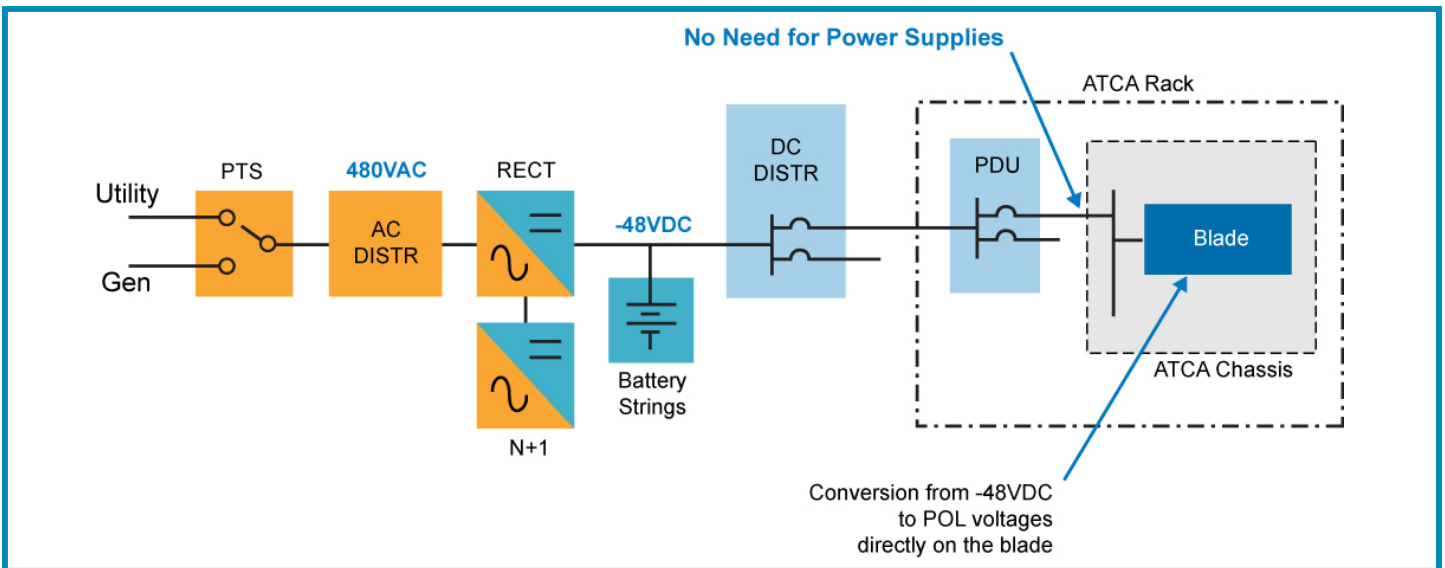 No Need for Power Supplies
ATCA Rack
PTS
480VAC
RECT
DC
DISTR
PDU
Utility
AC
DISTR
-48VDC
Blade
Gen
Battery
Strings
ATCA Chassis
N+1
Conversion from -48VDC
to POL voltages
directly on the blade